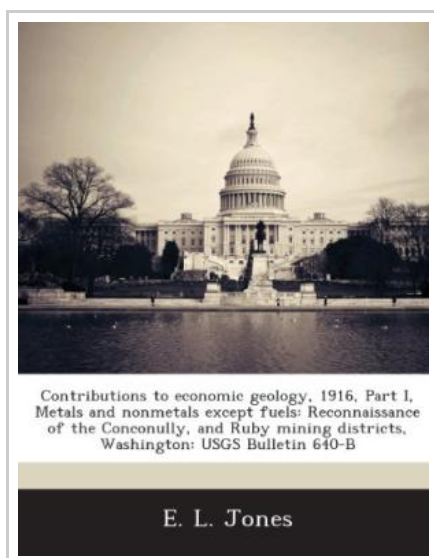 Contributions to economic geology, 1916, Part I,
Metals and nonmetals except fuels: Reconnaissance
of the Conconully, and Ruby mining districts,
Washington: USGS Bulletin 640-B
E. L. Jones